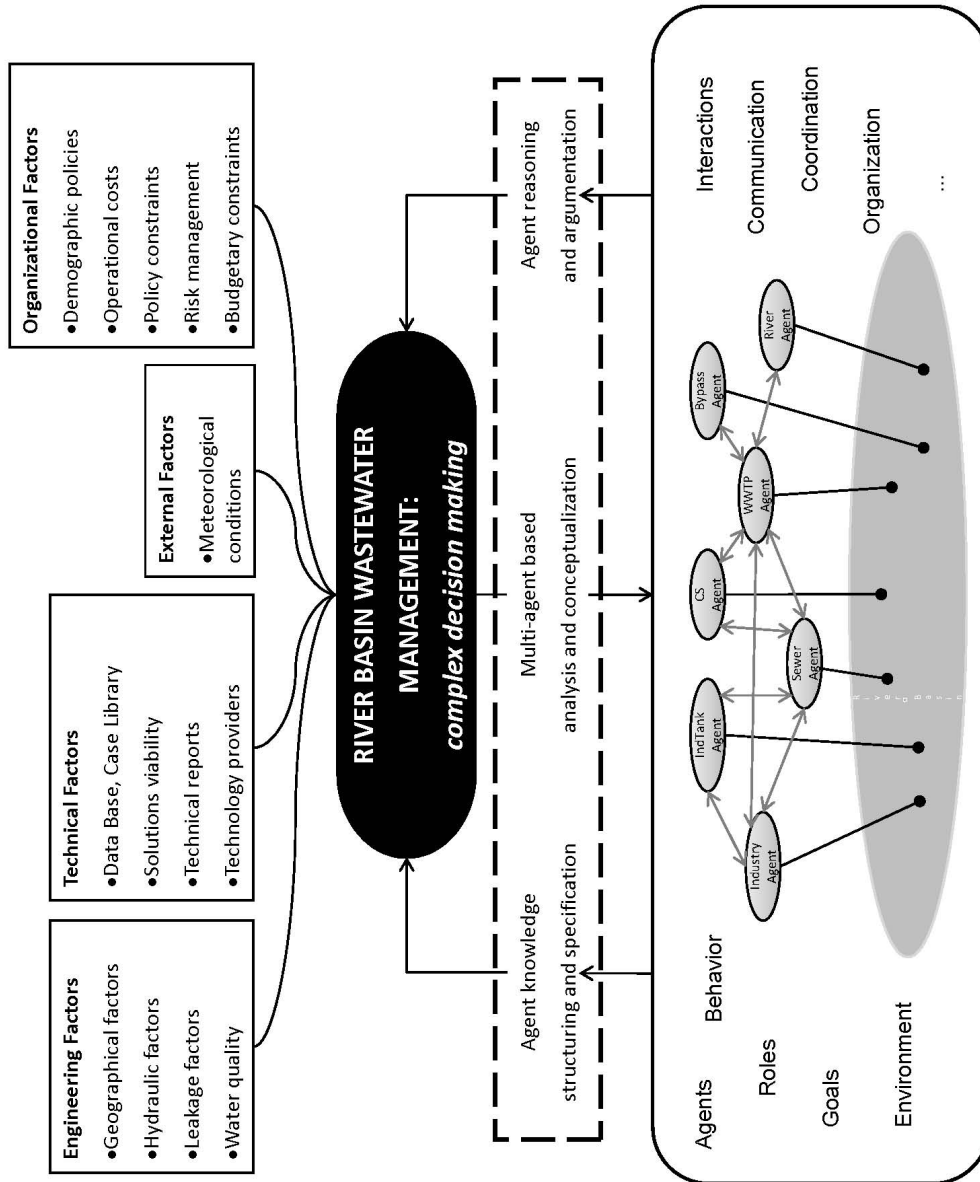 Engineering Factors
•Geographical factors
•Hydraulic factors
•Leakage factors
•Water quality
Technical Factors
•Data Base, Case Library
•Solutions viability
•Technical reports
•Technology providers
External Factors
•Meteorological
conditions
Organizational Factors
•Demographic policies
•Operational costs
•Policy constraints
•Risk management
•Budgetary constraints
RIVER BASIN WASTEWATER
MANAGEMENT:
complex decision making
Agent knowledge
structuring and specification
Multi-agent based
analysis and conceptualization
Agent reasoning
and argumentation
Agents
Behavior
Roles
Goals
Environment
Industry
Agent
IndTank
Agent
Sewer
Agent
CS
Agent
WWTP
Agent
Bypass
Agent
River
Agent
Interactions
Communication
Coordination
Organization
...